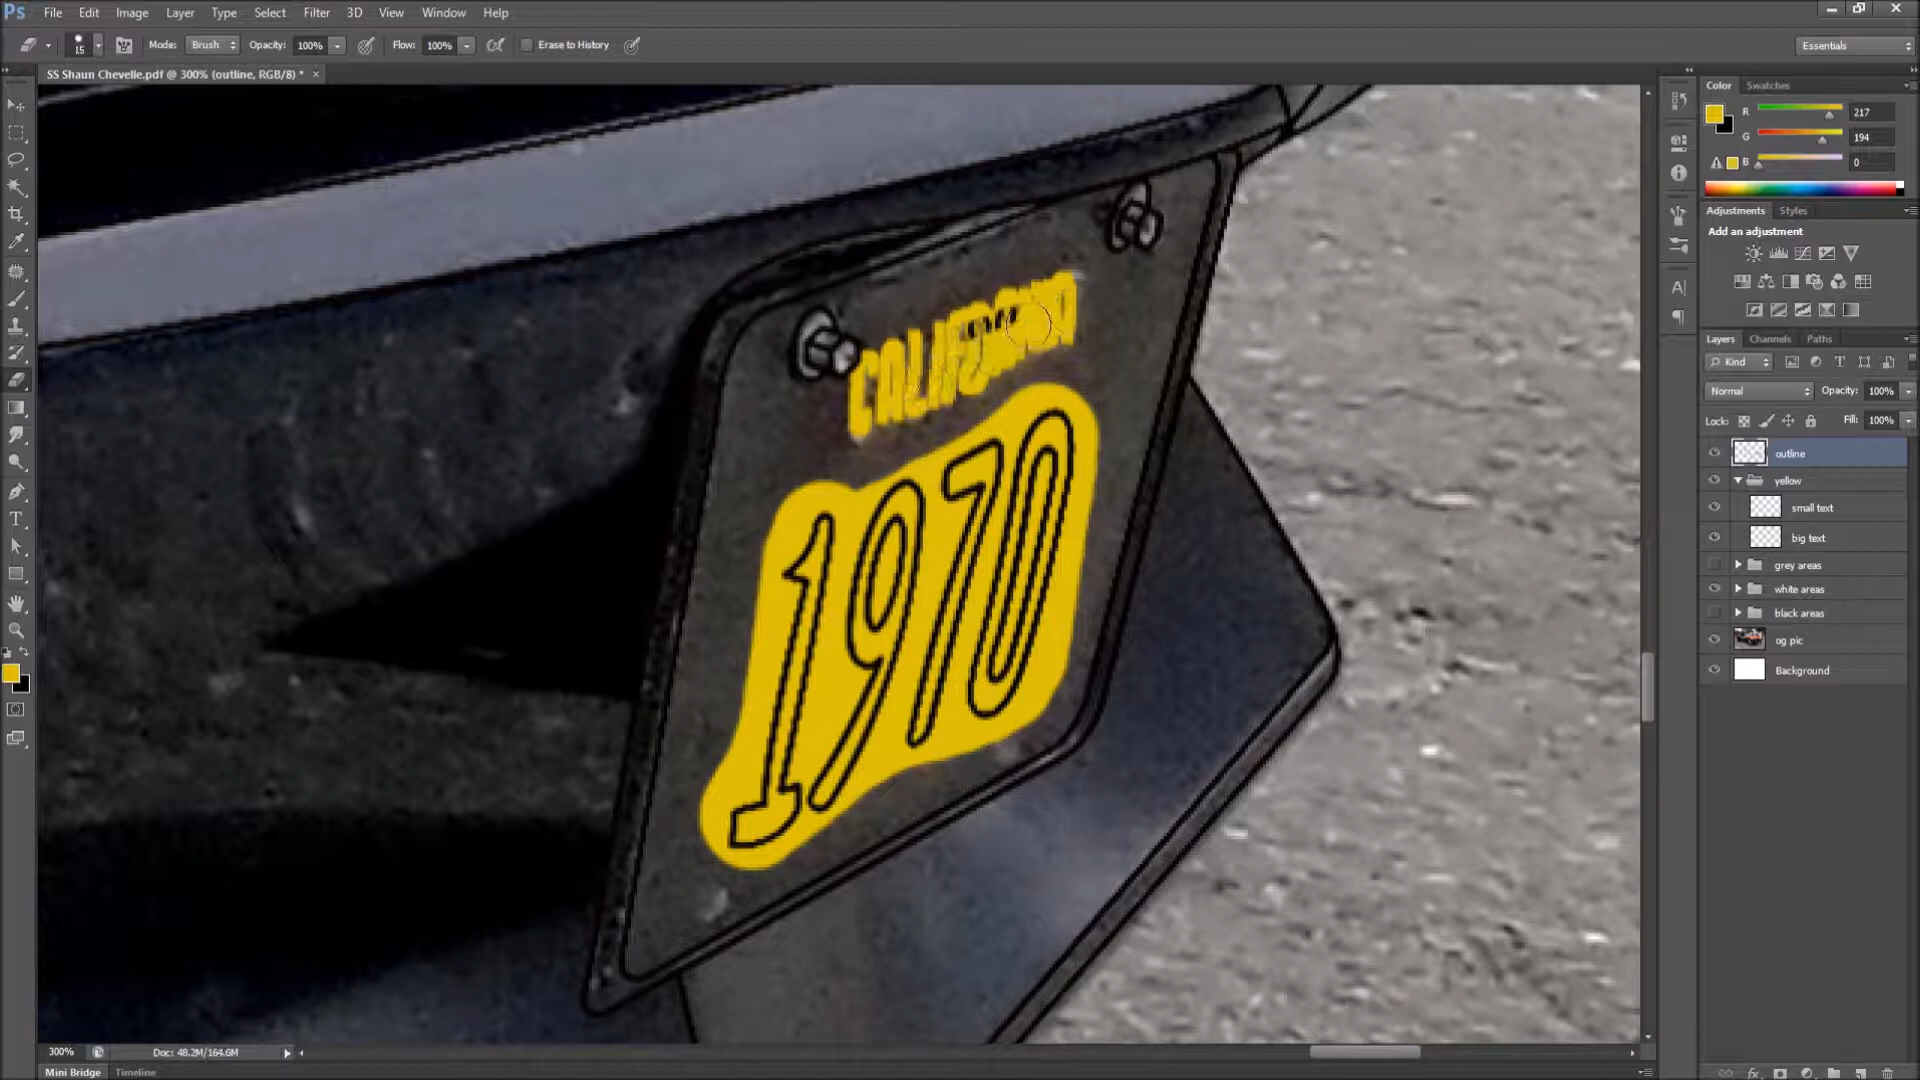 Ps File Edit Image Layer Type Select Filter 3D View Window Help
15 Mode: Brush Opacity: 100% Flow: 100% Erase to History Essentials
SS Shaun Chevelle.pdf @ 300% (outline, RGB/8) * ×
Color Swatches
R 217
G 194
B 0
Adjustments Styles
Add an adjustment
Layers Channels Paths
Kind
Normal Opacity: 100%
Lock: Fill: 100%
outline
yellow
small text
big text
grey areas
white areas
black areas
og pic
Background
1970
300% Doc: 48.2M/164.6M
Mini Bridge Timeline